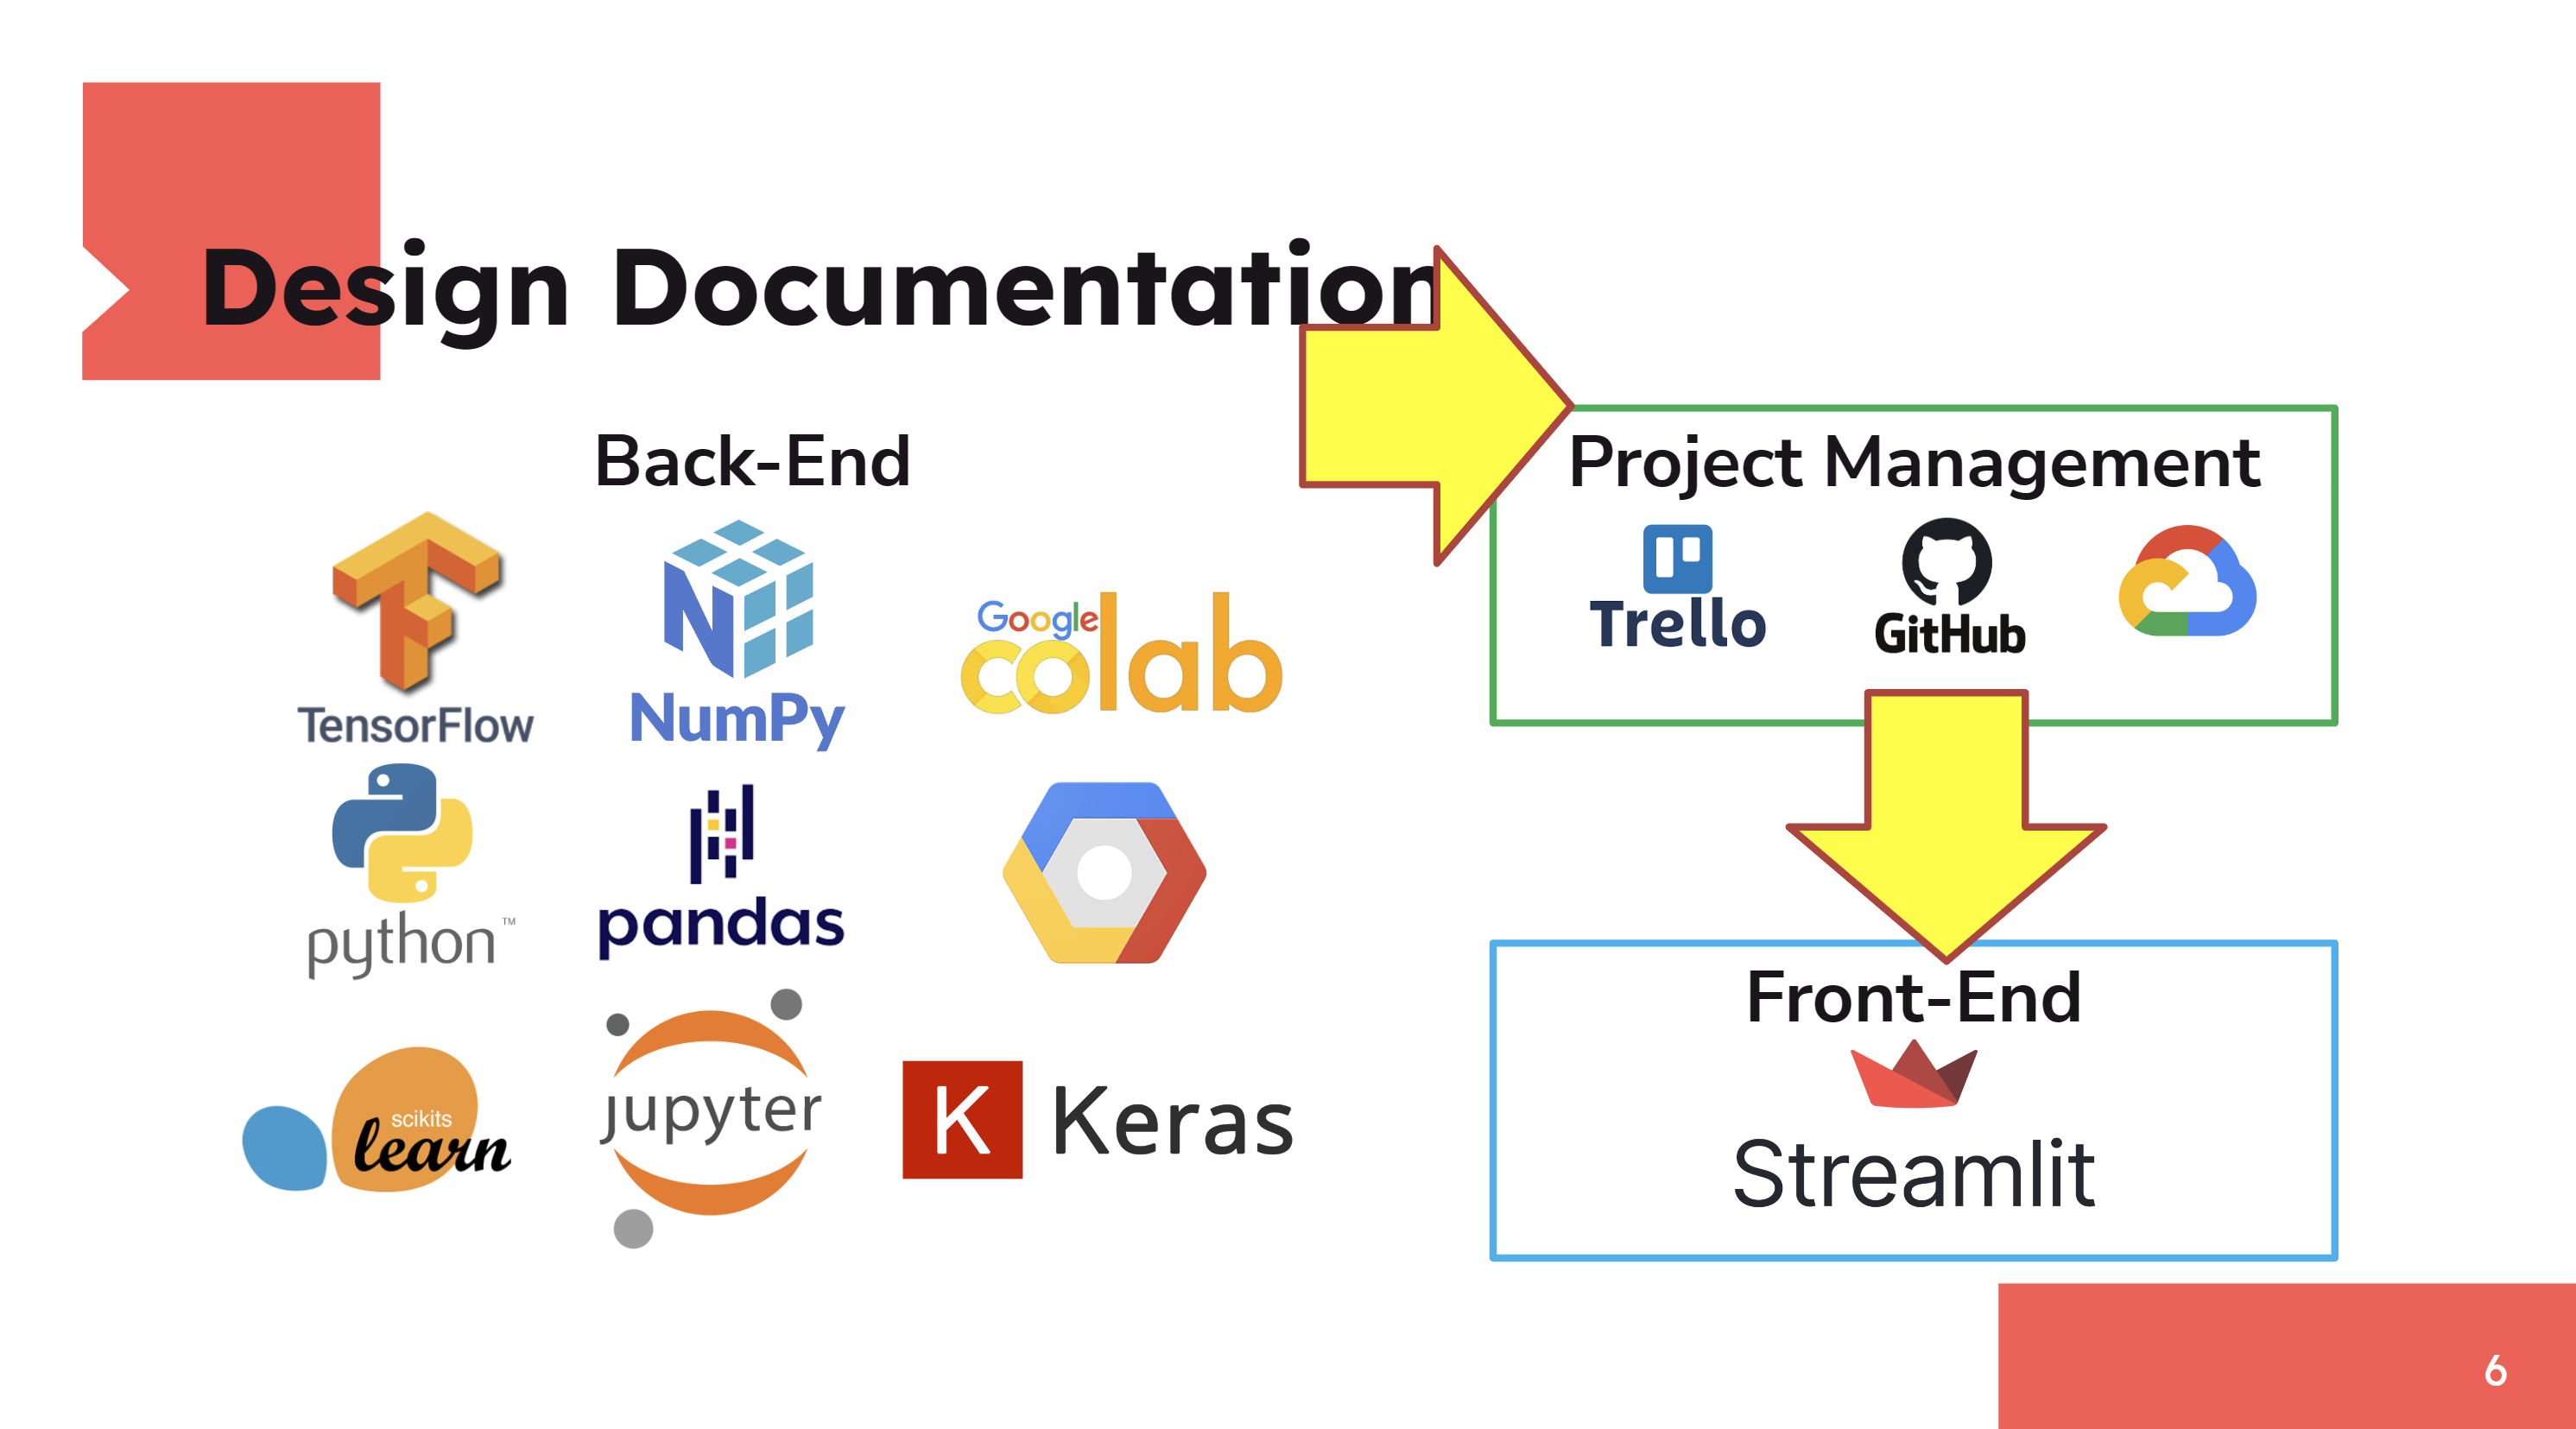 Design Documentation
Back-End
TensorFlow
NumPy
Google
colab
python™
pandas
scikits
learn
jupyter
K Keras
Project Management
Trello
GitHub
Front-End
Streamlit
6